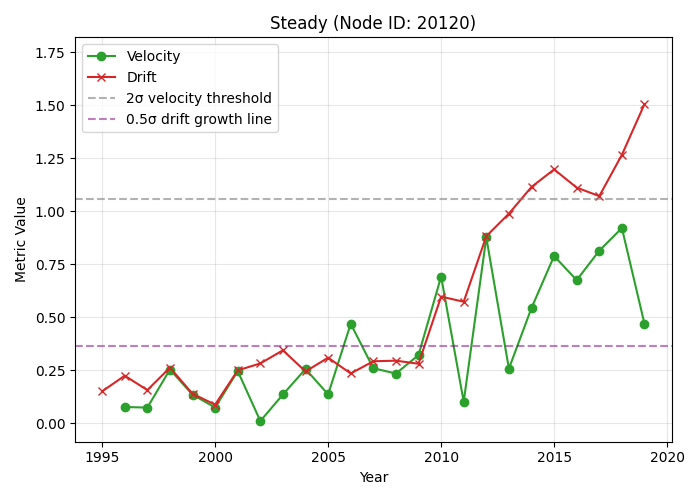 Steady (Node ID: 20120)
Velocity
Drift
2σ velocity threshold
0.5σ drift growth line
Metric Value
1.75
1.50
1.25
1.00
0.75
0.50
0.25
0.00
1995 2000 2005 2010 2015 2020
Year